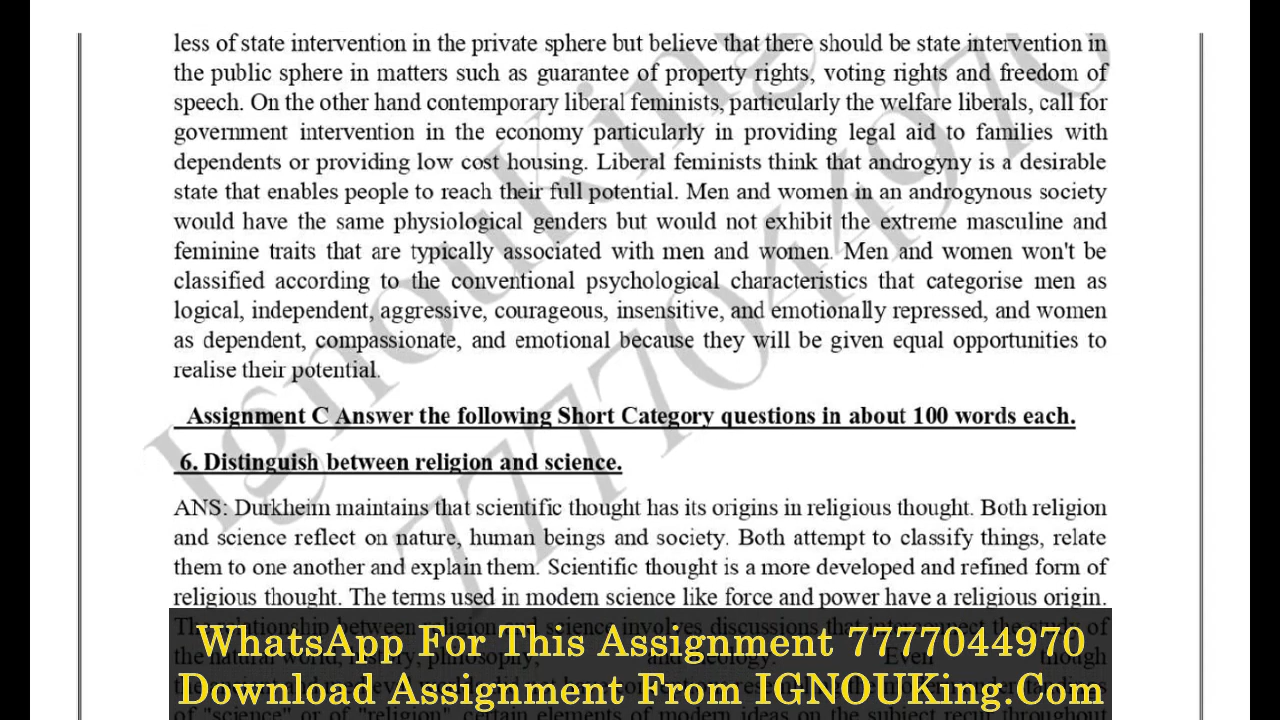 less of state intervention in the private sphere but believe that there should be state intervention in
the public sphere in matters such as guarantee of property rights, voting rights and freedom of
speech. On the other hand contemporary liberal feminists, particularly the welfare liberals, call for
government intervention in the economy particularly in providing legal aid to families with
dependents or providing low cost housing. Liberal feminists think that androgyny is a desirable
state that enables people to reach their full potential. Men and women in an androgynous society
would have the same physiological genders but would not exhibit the extreme masculine and
feminine traits that are typically associated with men and women. Men and women won't be
classified according to the conventional psychological characteristics that categorise men as
logical, independent, aggressive, courageous, insensitive, and emotionally repressed, and women
as dependent, compassionate, and emotional because they will be given equal opportunities to
realise their potential.
Assignment C Answer the following Short Category questions in about 100 words each.
6. Distinguish between religion and science.
ANS: Durkheim maintains that scientific thought has its origins in religious thought. Both religion
and science reflect on nature, human beings and society. Both attempt to classify things, relate
them to one another and explain them. Scientific thought is a more developed and refined form of
religious thought. The terms used in modern science like force and power have a religious origin.
The relationship between religion and science involves discussions that interconnect the study of
the natural world, history, philosophy, and theology. Even though
of "science" or of "religion", certain elements of modern ideas on the subject recur throughout
WhatsApp For This Assignment 7777044970
Download Assignment From IGNOUKing.Com
IgnouKing
7777044970